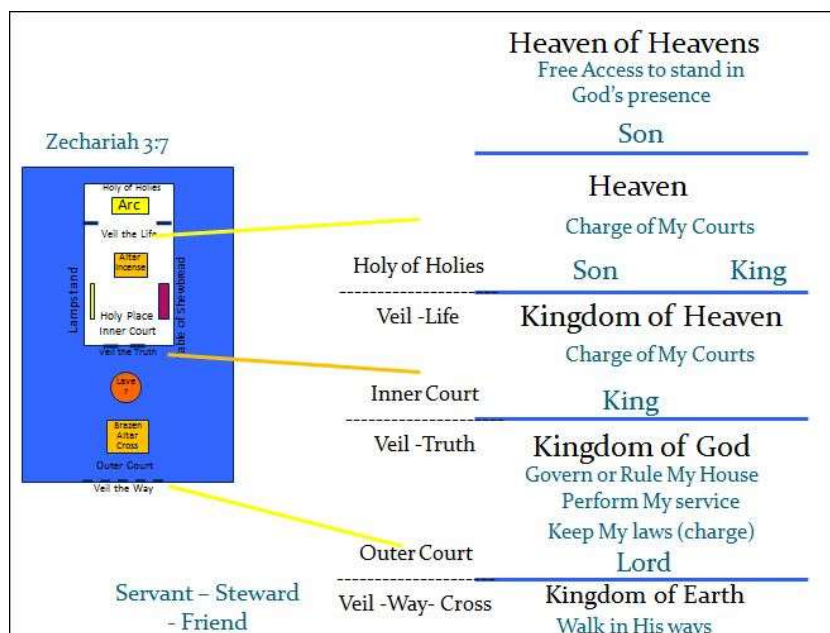 Heaven of Heavens
Free Access to stand in
God's presence
Son
Zechariah 3:7
Holy of Holies
Arc
Veil the Life
Alter
Incense
Lampstand
Table of Shewbread
Holy Place
Inner Court
Veil the Truth
Lave
r
Brazen
Alter
Cross
Outer Court
Veil the Way
Heaven
Charge of My Courts
Holy of Holies
Son King
Veil -Life
Kingdom of Heaven
Charge of My Courts
Inner Court
King
Veil -Truth
Kingdom of God
Govern or Rule My House
Perform My service
Keep My laws (charge)
Outer Court
Lord
Veil -Way- Cross
Kingdom of Earth
Walk in His ways
Servant – Steward
- Friend